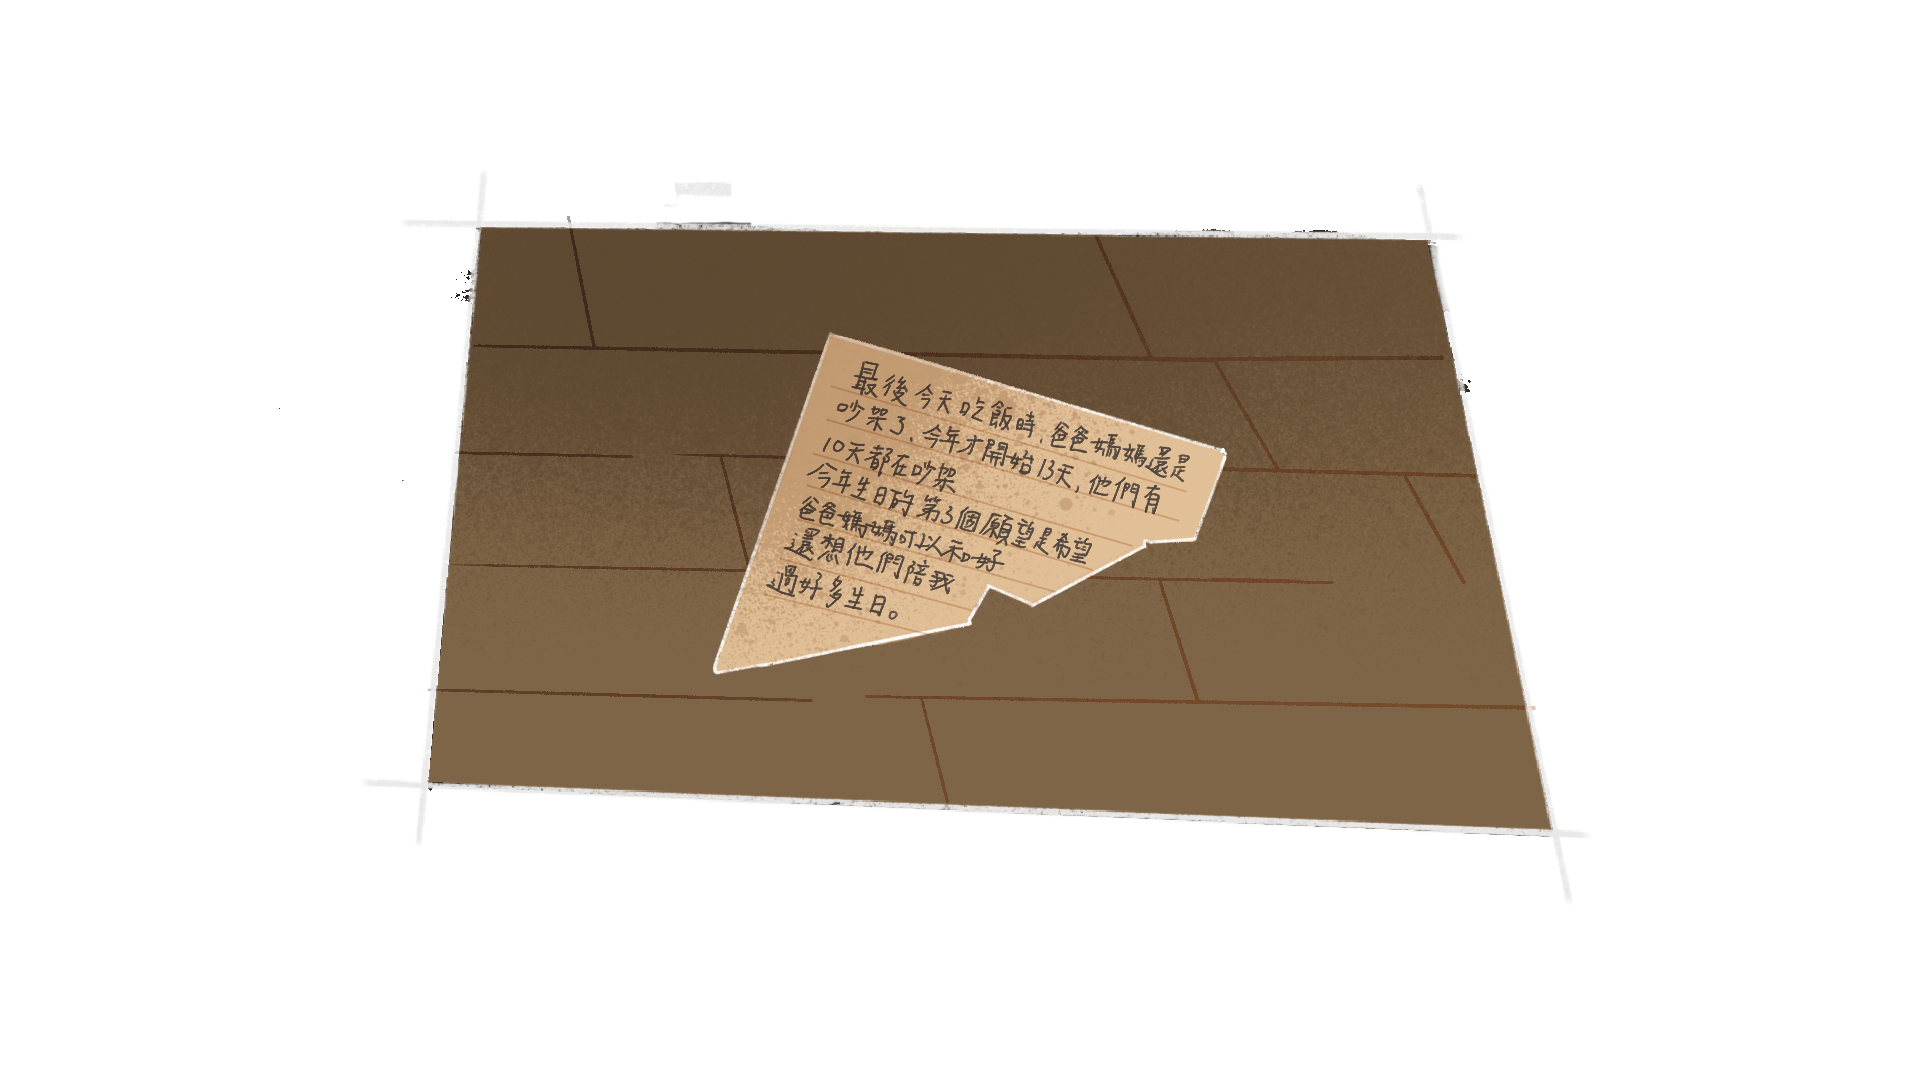 最後今天吃飯時,爸爸媽媽還是
吵架了,今年才開始13天,他們有
10天都在吵架
今年生日的第3個願望是希望
爸爸媽媽可以和好
還想他們陪我
過好多生日。